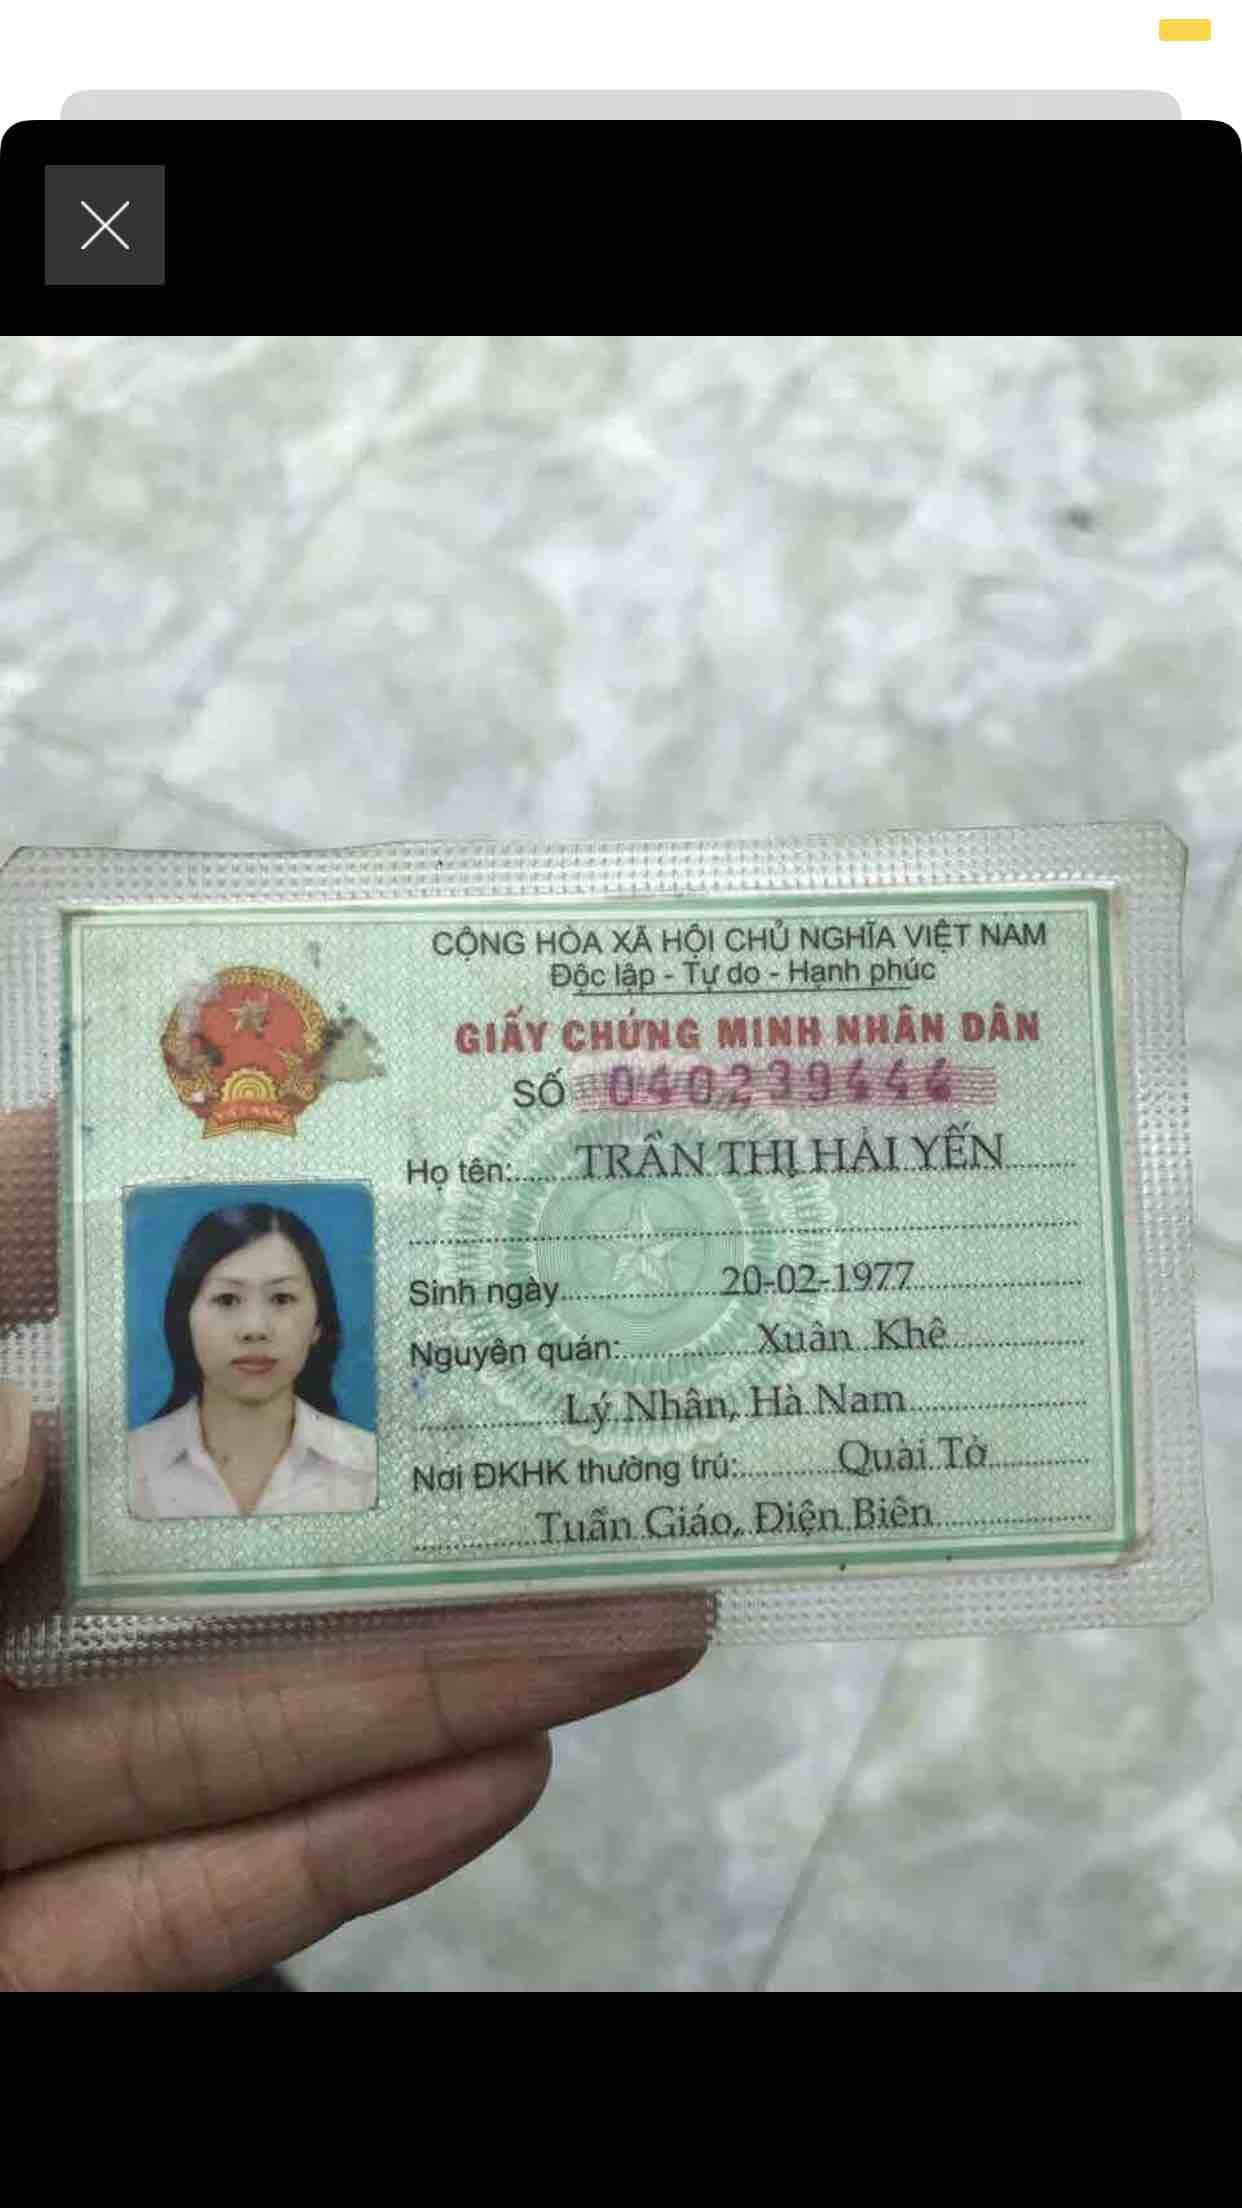 CỘNG HÒA XÃ HỘI CHỦ NGHĨA VIỆT NAM
Độc lập - Tự do - Hạnh phúc
GIẤY CHỨNG MINH NHÂN DÂN
SỐ 040239446
Họ tên: TRẦN THỊ HẢI YẾN
Sinh ngày 20-02-1977
Nguyên quán: Xuân Khê
Lý Nhân, Hà Nam
Nơi ĐKHK thường trú: Quài Tở
Tuần Giáo, Điện Biên
VIỆT NAM